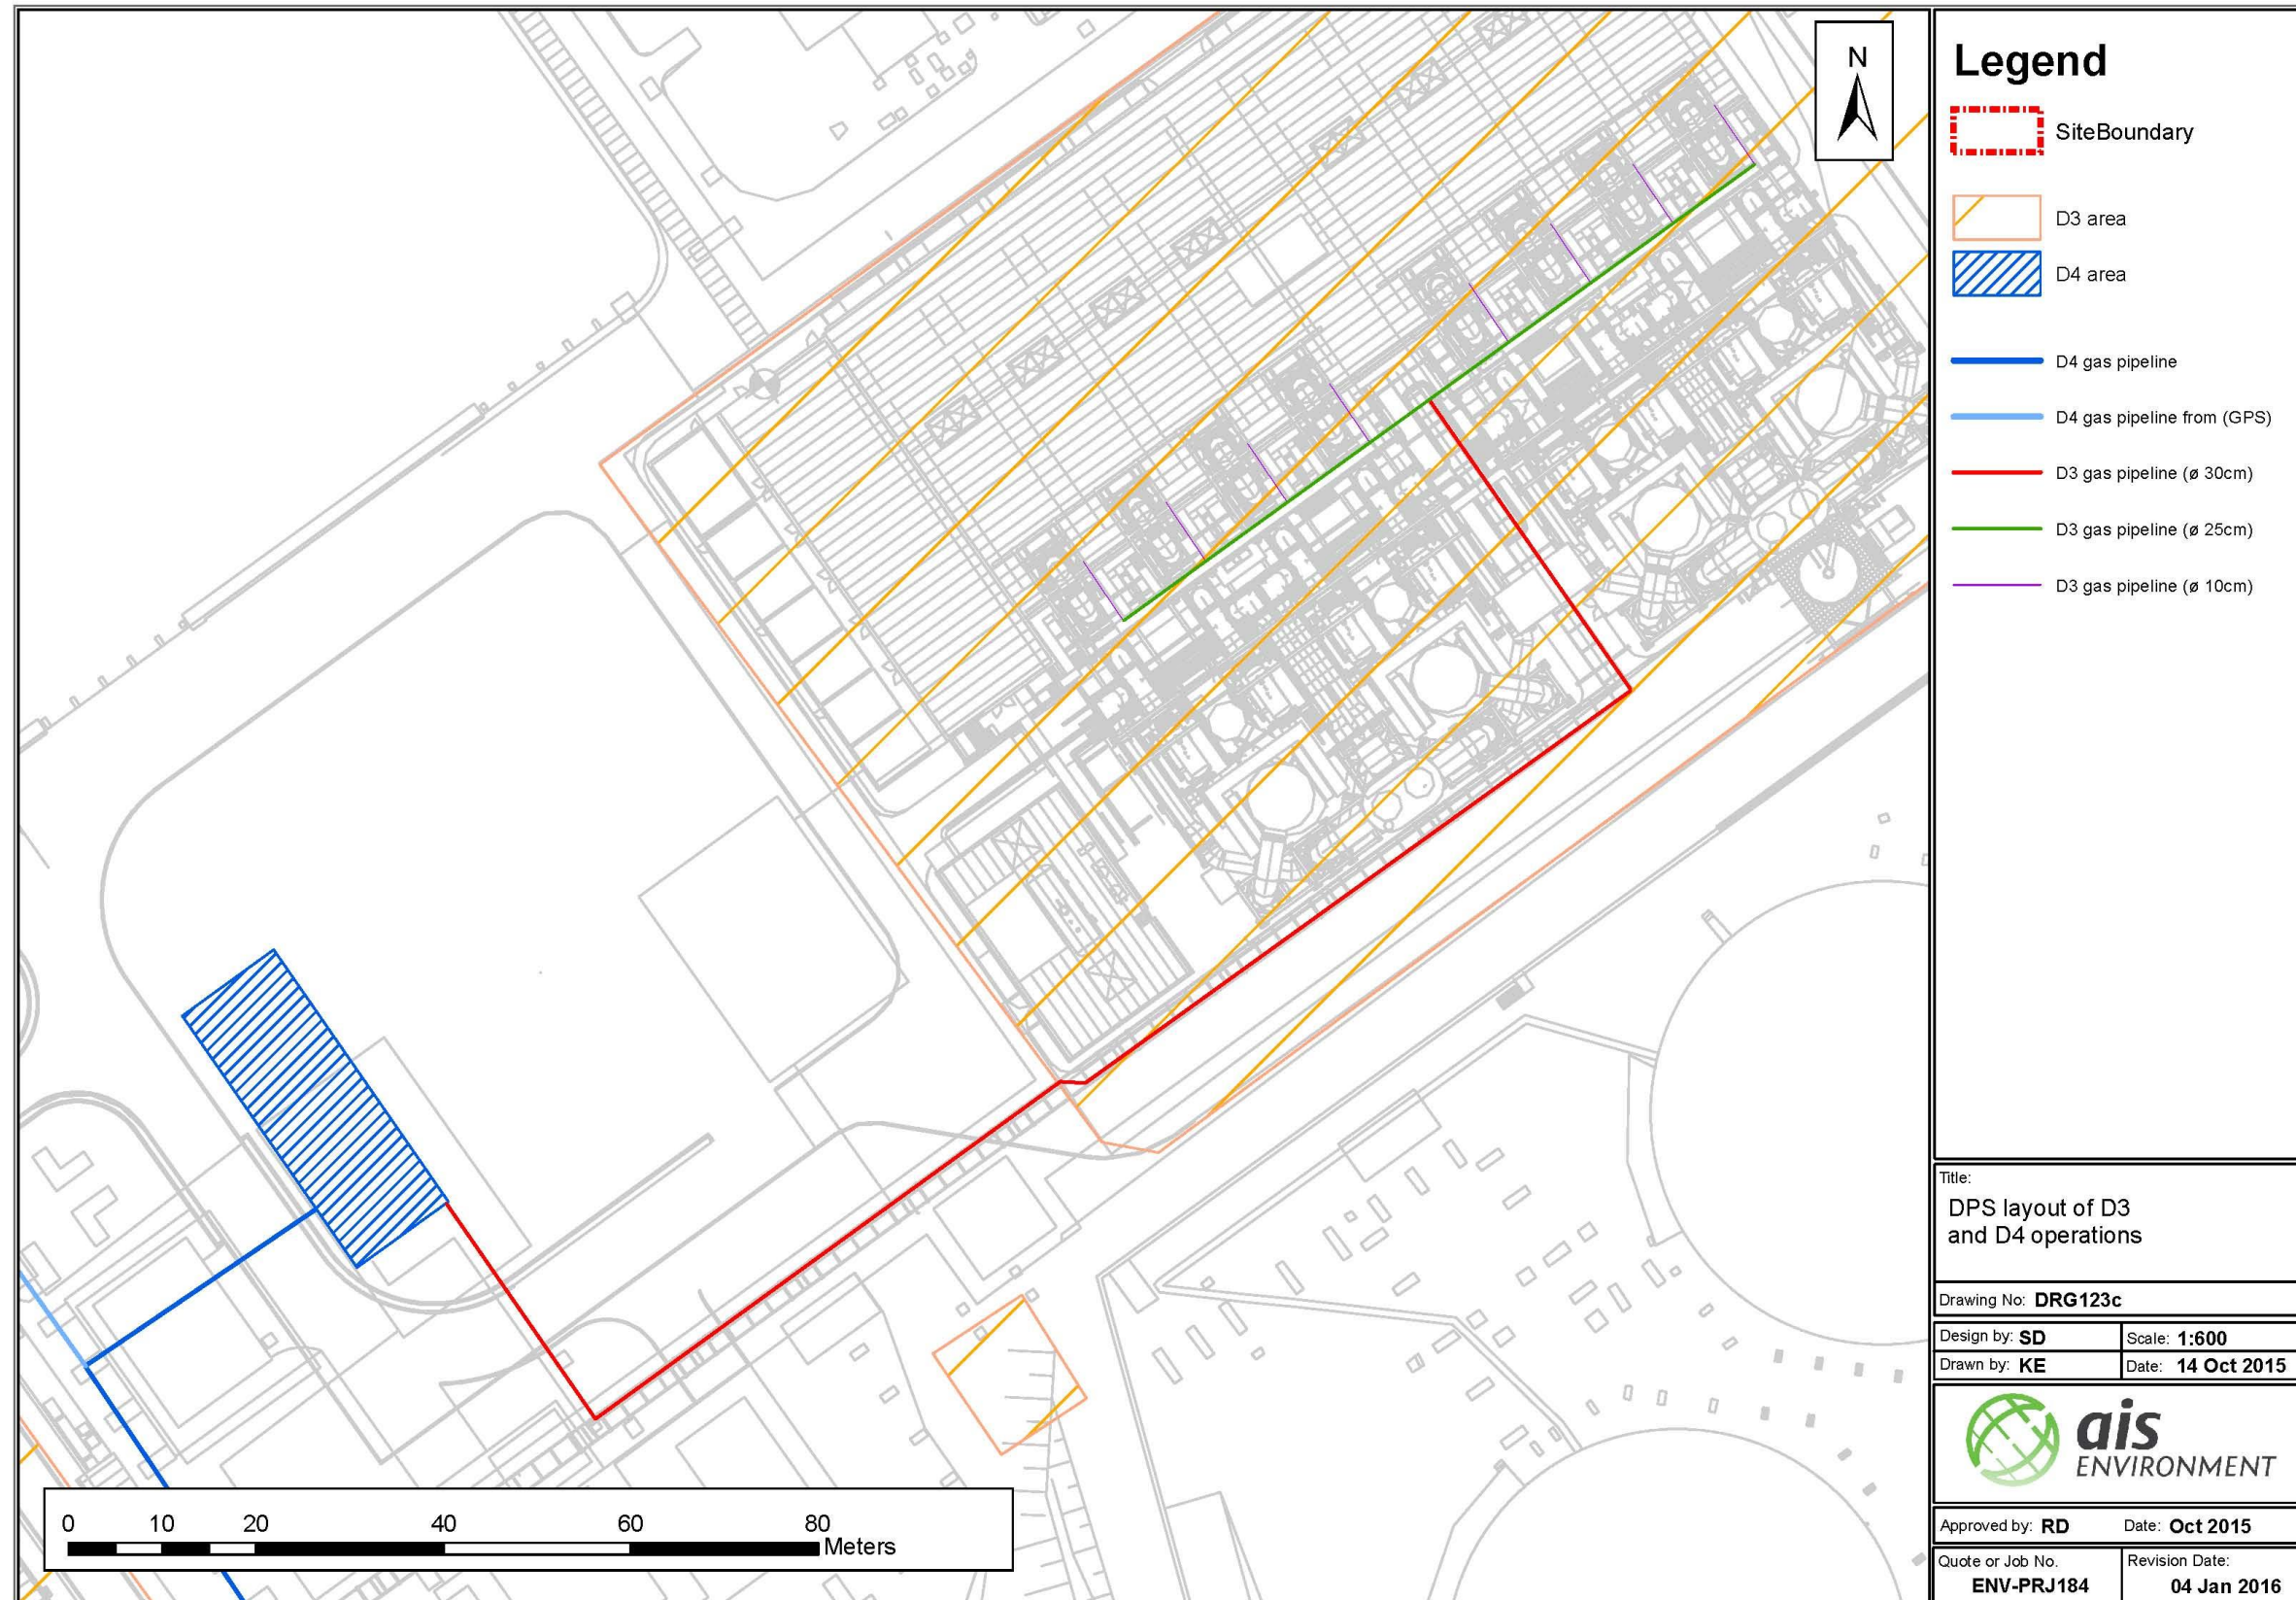 N
Legend
SiteBoundary
D3 area
D4 area
D4 gas pipeline
D4 gas pipeline from (GPS)
D3 gas pipeline (ø 30cm)
D3 gas pipeline (ø 25cm)
D3 gas pipeline (ø 10cm)
0 10 20 40 60 80
Meters
Title:
DPS layout of D3
and D4 operations
Drawing No: DRG123c
Design by: SD Scale: 1:600
Drawn by: KE Date: 14 Oct 2015
ais
ENVIRONMENT
Approved by: RD Date: Oct 2015
Quote or Job No. Revision Date:
ENV-PRJ184 04 Jan 2016